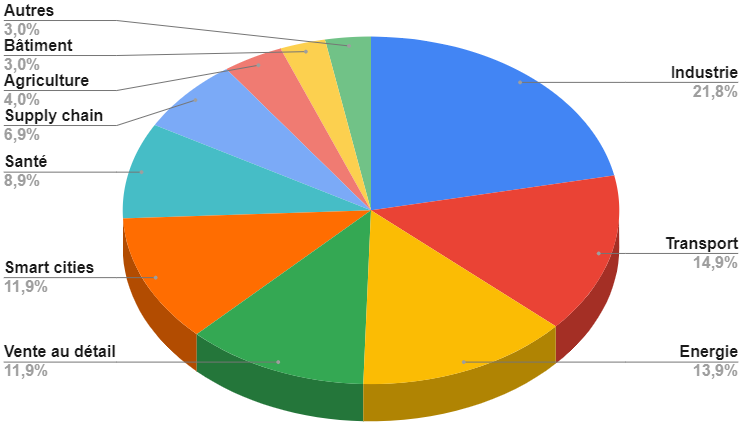 Autres
3,0%
Bâtiment
3,0%
Agriculture
4,0%
Supply chain
6,9%
Santé
8,9%
Smart cities
11,9%
Vente au détail
11,9%
Industrie
21,8%
Transport
14,9%
Energie
13,9%